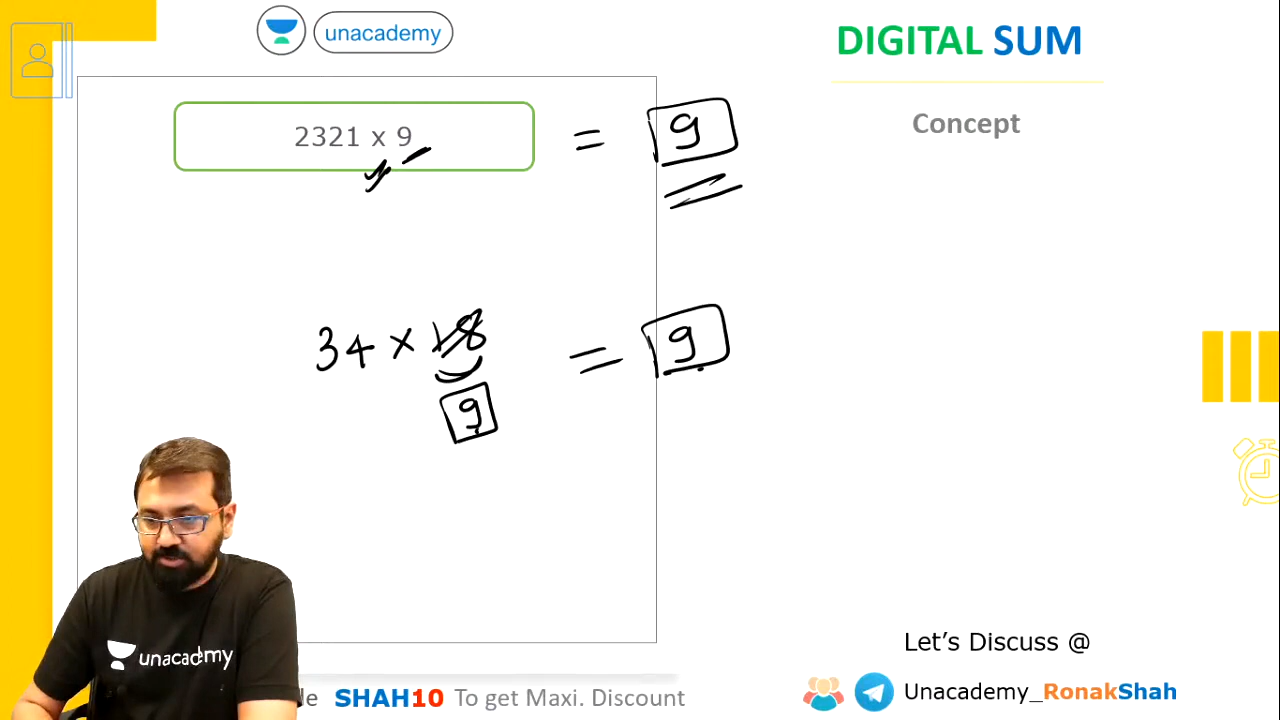 unacademy
DIGITAL SUM
Concept
2321 x 9 = 9
34 x 18 = 9
9
unacademy
Let's Discuss @
Unacademy_RonakShah
SHAH10 To get Maxi. Discount